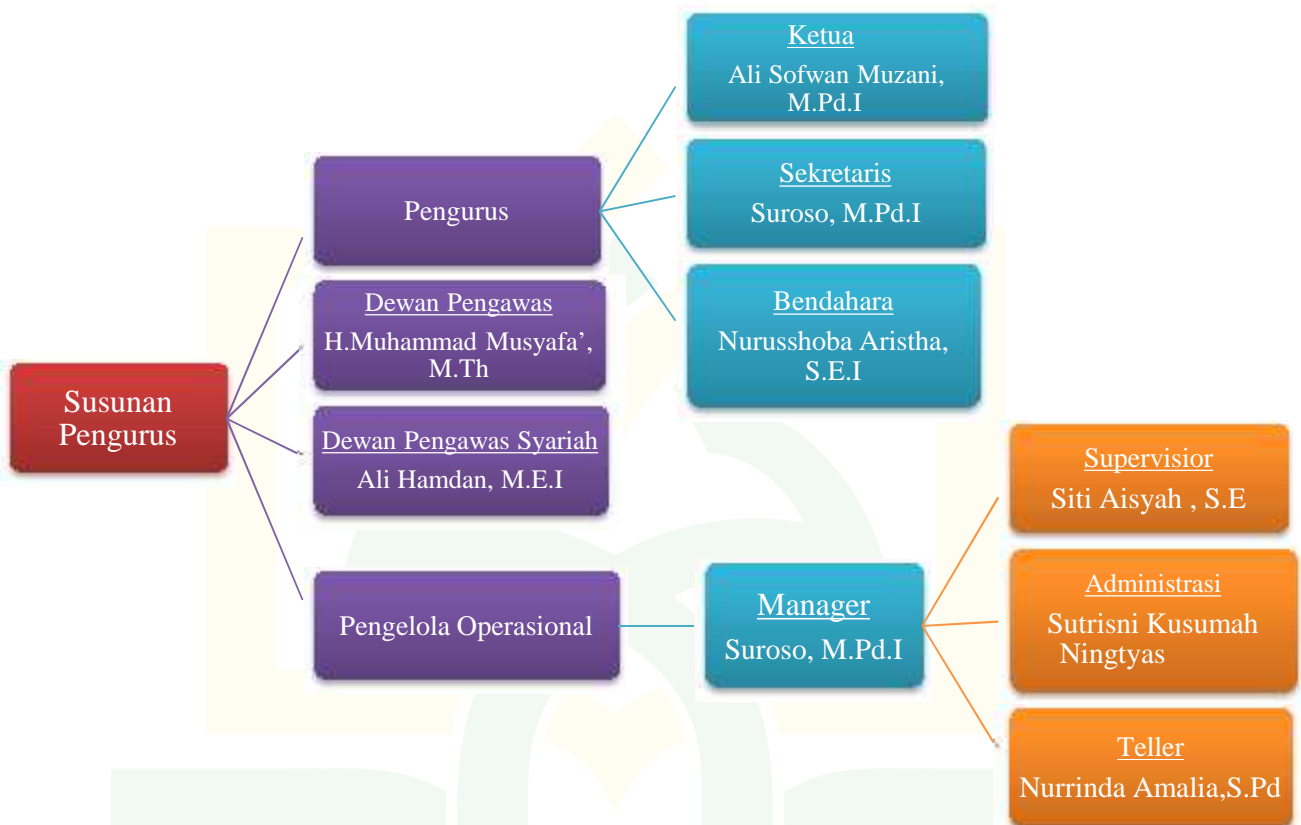 Susunan
Pengurus
Pengurus
Ketua
Ali Sofwan Muzani,
M.Pd.I
Sekretaris
Suroso, M.Pd.I
Bendahara
Nurusshoba Aristha,
S.E.I
Dewan Pengawas
H.Muhammad Musyafa’,
M.Th
Dewan Pengawas Syariah
Ali Hamdan, M.E.I
Pengelola Operasional
Manager
Suroso, M.Pd.I
Supervisior
Siti Aisyah , S.E
Administrasi
Sutrisni Kusumah
Ningtyas
Teller
Nurrinda Amalia,S.Pd